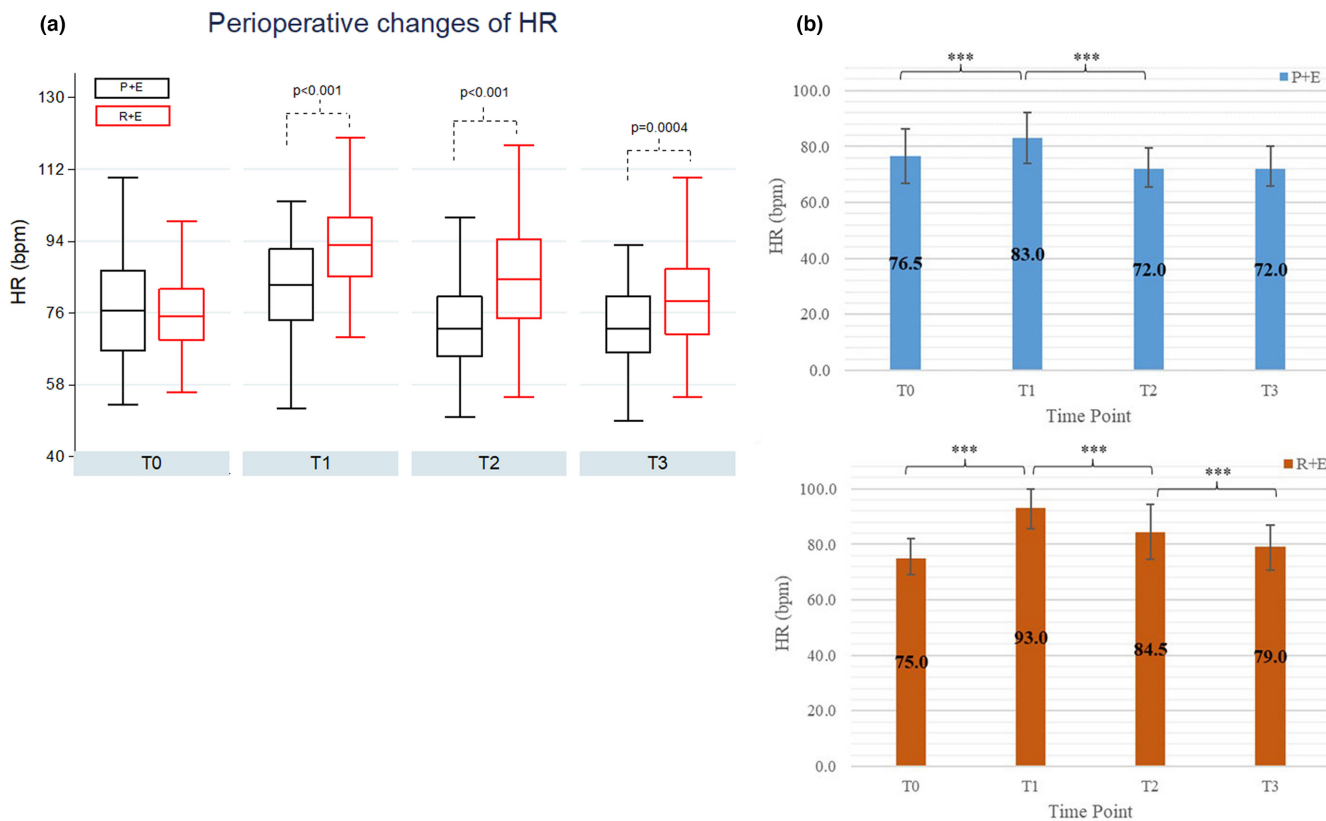 (a)
Perioperative changes of HR
P+E
R+E
p<0.001
p<0.001
p=0.0004
130
112
94
76
58
40
HR (bpm)
T0
T1
T2
T3
(b)
***
***
P+E
100.0
80.0
60.0
40.0
20.0
0.0
HR (bpm)
76.5
83.0
72.0
72.0
T0
T1
T2
T3
Time Point
***
***
***
R+E
100.0
80.0
60.0
40.0
20.0
0.0
HR (bpm)
75.0
93.0
84.5
79.0
T0
T1
T2
T3
Time Point